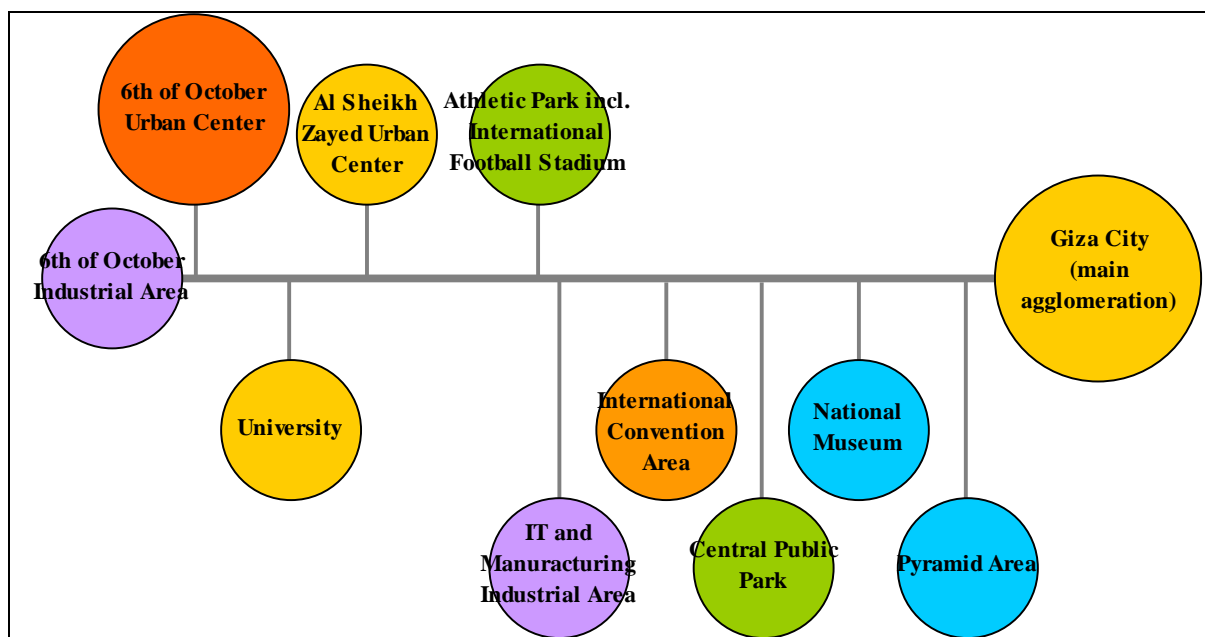 6th of October
Urban Center
Al Sheikh
Zayed Urban
Center
Athletic Park incl.
International
Football Stadium
6th of October
Industrial Area
Giza City
(main
agglomeration)
University
International
Convention
Area
National
Museum
IT and
Manuracturing
Industrial Area
Central Public
Park
Pyramid Area